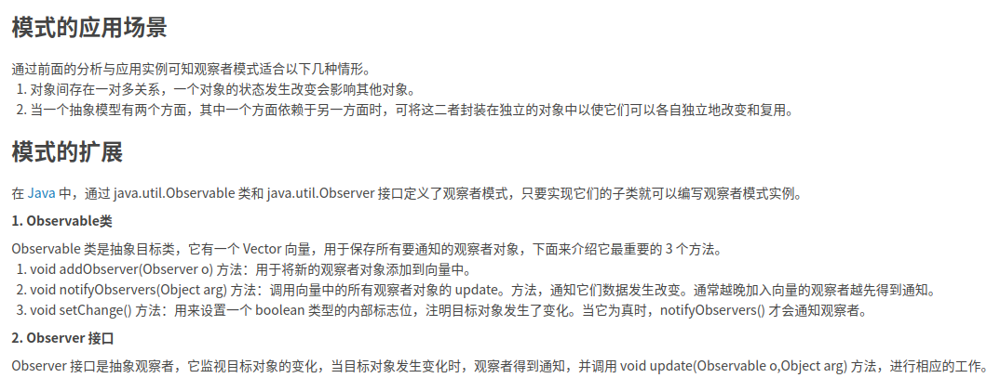 模式的应用场景
通过前面的分析与应用实例可知观察者模式适合以下几种情形。
1. 对象间存在一对多关系，一个对象的状态发生改变会影响其他对象。
2. 当一个抽象模型有两个方面，其中一个方面依赖于另一方面时，可将这二者封装在独立的对象中以使它们可以各自独立地改变和复用。
模式的扩展
在 Java 中，通过 java.util.Observable 类和 java.util.Observer 接口定义了观察者模式，只要实现它们的子类就可以编写观察者模式实例。
1. Observable类
Observable 类是抽象目标类，它有一个 Vector 向量，用于保存所有要通知的观察者对象，下面来介绍它最重要的 3 个方法。
1. void addObserver(Observer o) 方法：用于将新的观察者对象添加到向量中。
2. void notifyObservers(Object arg) 方法：调用向量中的所有观察者对象的 update。方法，通知它们数据发生改变。通常越晚加入向量的观察者越先得到通知。
3. void setChange() 方法：用来设置一个 boolean 类型的内部标志位，注明目标对象发生了变化。当它为真时，notifyObservers() 才会通知观察者。
2. Observer 接口
Observer 接口是抽象观察者，它监视目标对象的变化，当目标对象发生变化时，观察者得到通知，并调用 void update(Observable o,Object arg) 方法，进行相应的工作。